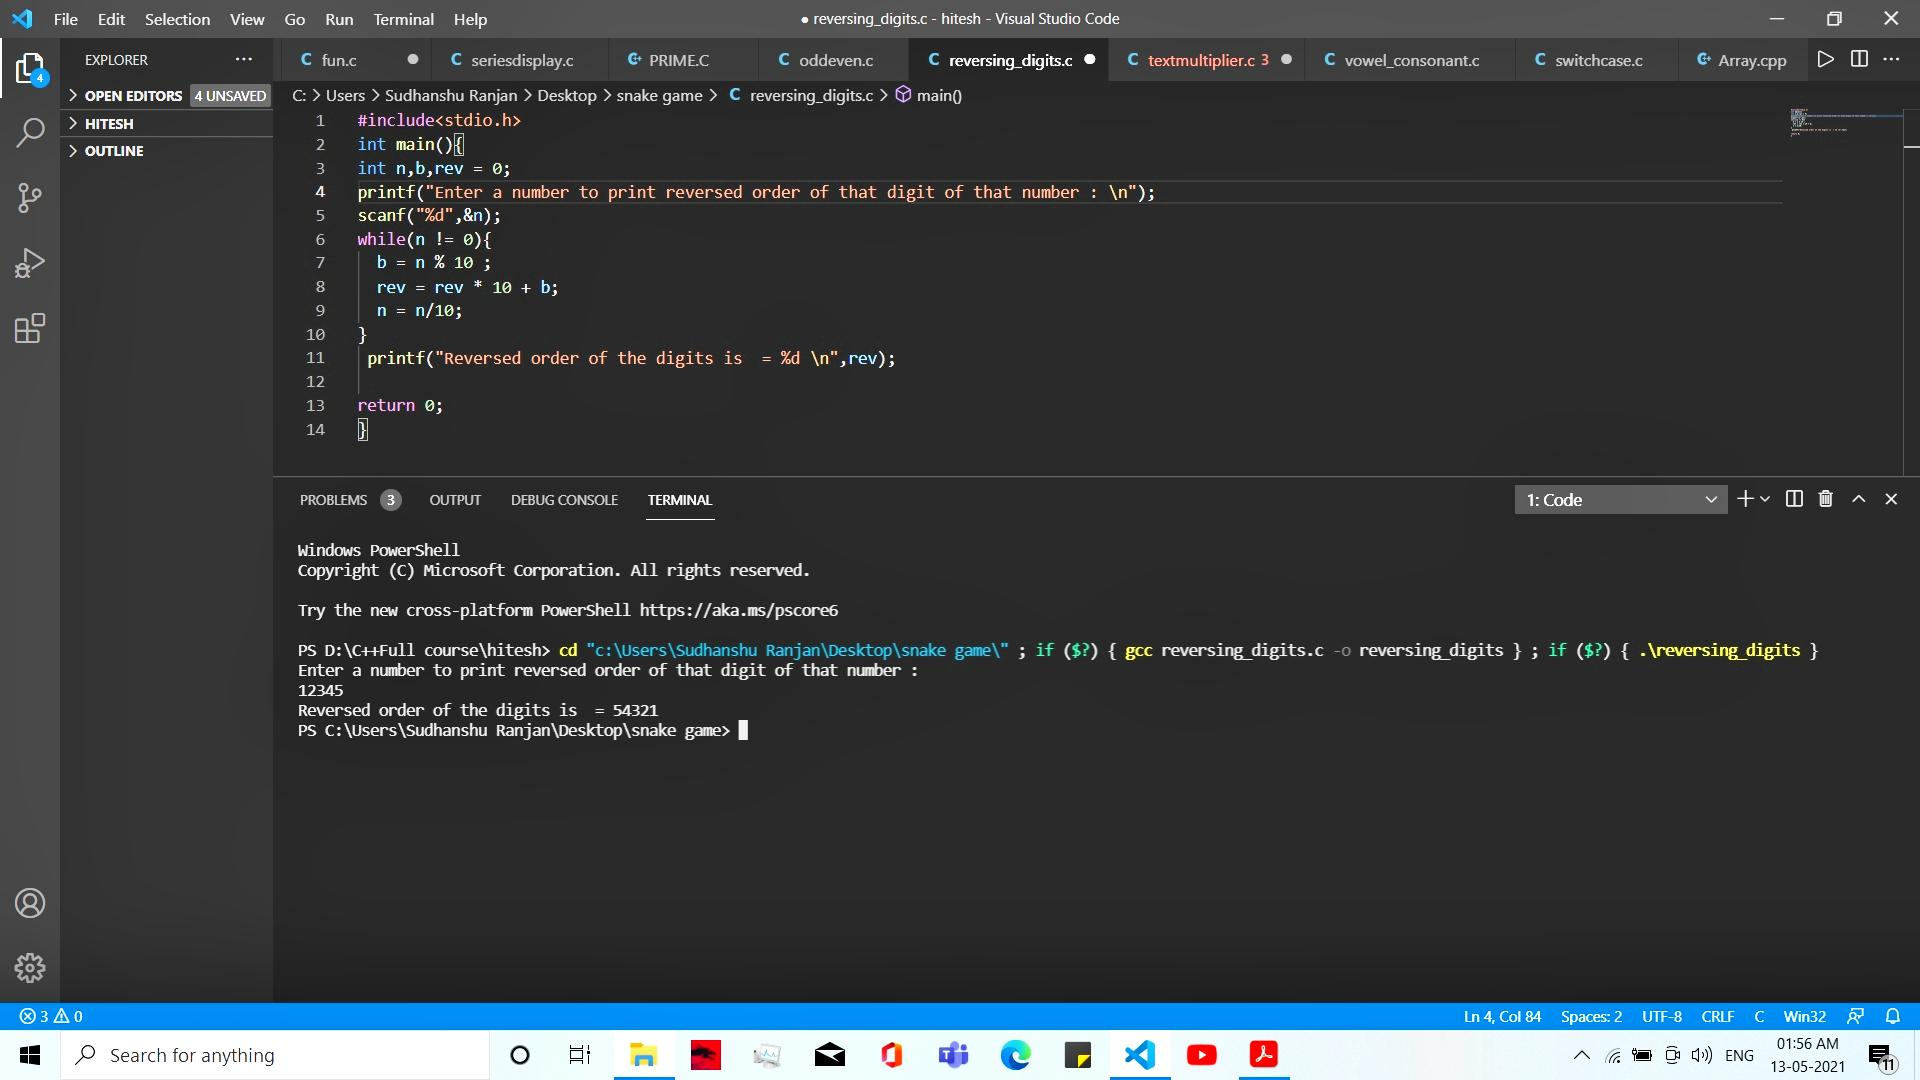 File Edit Selection View Go Run Terminal Help
● reversing_digits.c - hitesh - Visual Studio Code
EXPLORER
fun.c
seriesdisplay.c
PRIME.C
oddeven.c
reversing_digits.c
textmultiplier.c 3
vowel_consonant.c
switchcase.c
Array.cpp
4
OPEN EDITORS 4 UNSAVED
HITESH
OUTLINE
C: > Users > Sudhanshu Ranjan > Desktop > snake game > C reversing_digits.c > main()
1 #include<stdio.h>
2 int main(){
3 int n,b,rev = 0;
4 printf("Enter a number to print reversed order of that digit of that number : \n");
5 scanf("%d",&n);
6 while(n != 0){
7 b = n % 10 ;
8 rev = rev * 10 + b;
9 n = n/10;
10 }
11 printf("Reversed order of the digits is  = %d \n",rev);
12
13 return 0;
14 }
PROBLEMS 3 OUTPUT DEBUG CONSOLE TERMINAL
1: Code
Windows PowerShell
Copyright (C) Microsoft Corporation. All rights reserved.
Try the new cross-platform PowerShell https://aka.ms/pscore6
PS D:\C++Full course\hitesh> cd "c:\Users\Sudhanshu Ranjan\Desktop\snake game\" ; if ($?) { gcc reversing_digits.c -o reversing_digits } ; if ($?) { .\reversing_digits }
Enter a number to print reversed order of that digit of that number :
12345
Reversed order of the digits is  = 54321
PS C:\Users\Sudhanshu Ranjan\Desktop\snake game>
3 0
Ln 4, Col 84 Spaces: 2 UTF-8 CRLF C Win32
Search for anything
ENG
01:56 AM
13-05-2021
11